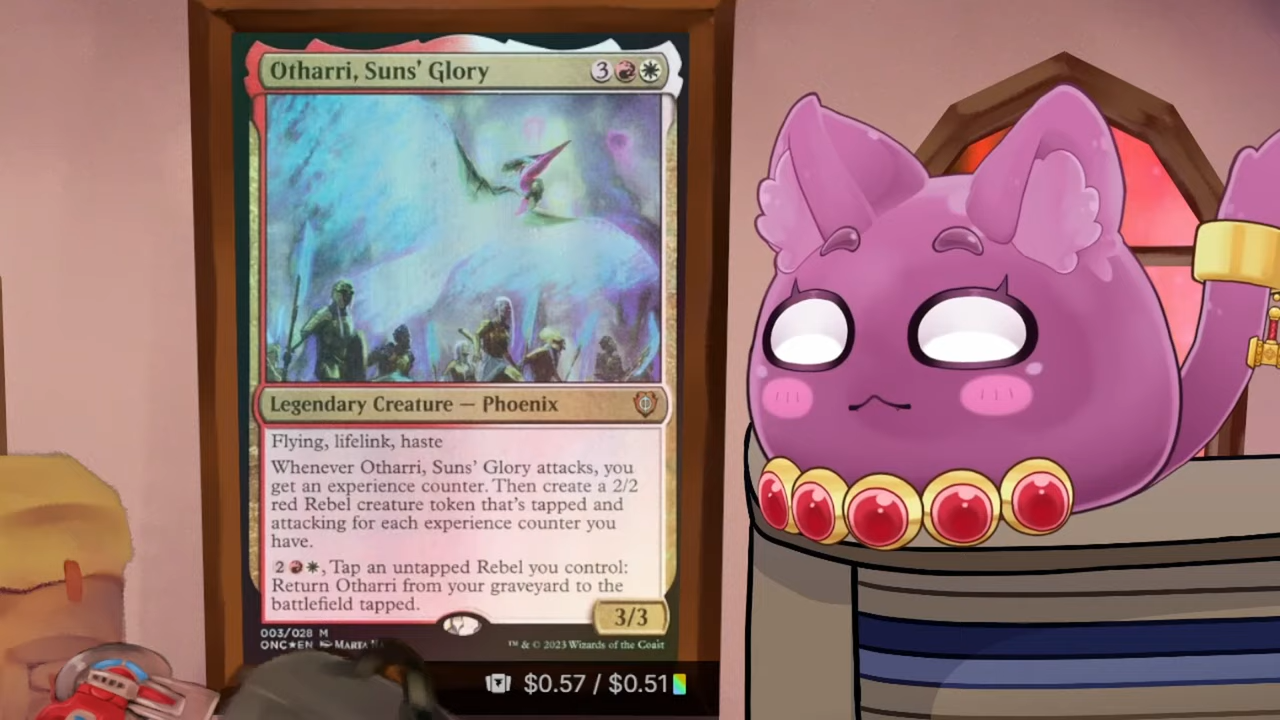 Otharri, Suns' Glory 3
Legendary Creature — Phoenix
Flying, lifelink, haste
Whenever Otharri, Suns' Glory attacks, you
get an experience counter. Then create a 2/2
red Rebel creature token that's tapped and
attacking for each experience counter you
have.
2 , Tap an untapped Rebel you control:
Return Otharri from your graveyard to the
battlefield tapped.
3/3
003/028 M
ONC★EN MARTA
™ & © 2023 Wizards of the Coast
$0.57 / $0.51